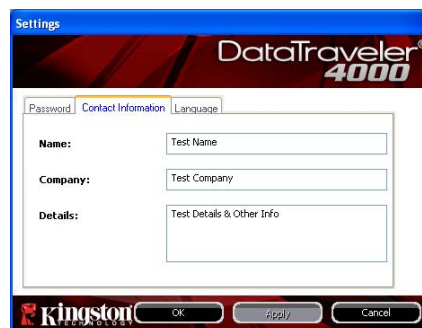 Settings
DataTraveler®
4000
Password Contact Information Language
Name: Test Name
Company: Test Company
Details: Test Details & Other Info
Kingston OK Apply Cancel
TECHNOLOGY